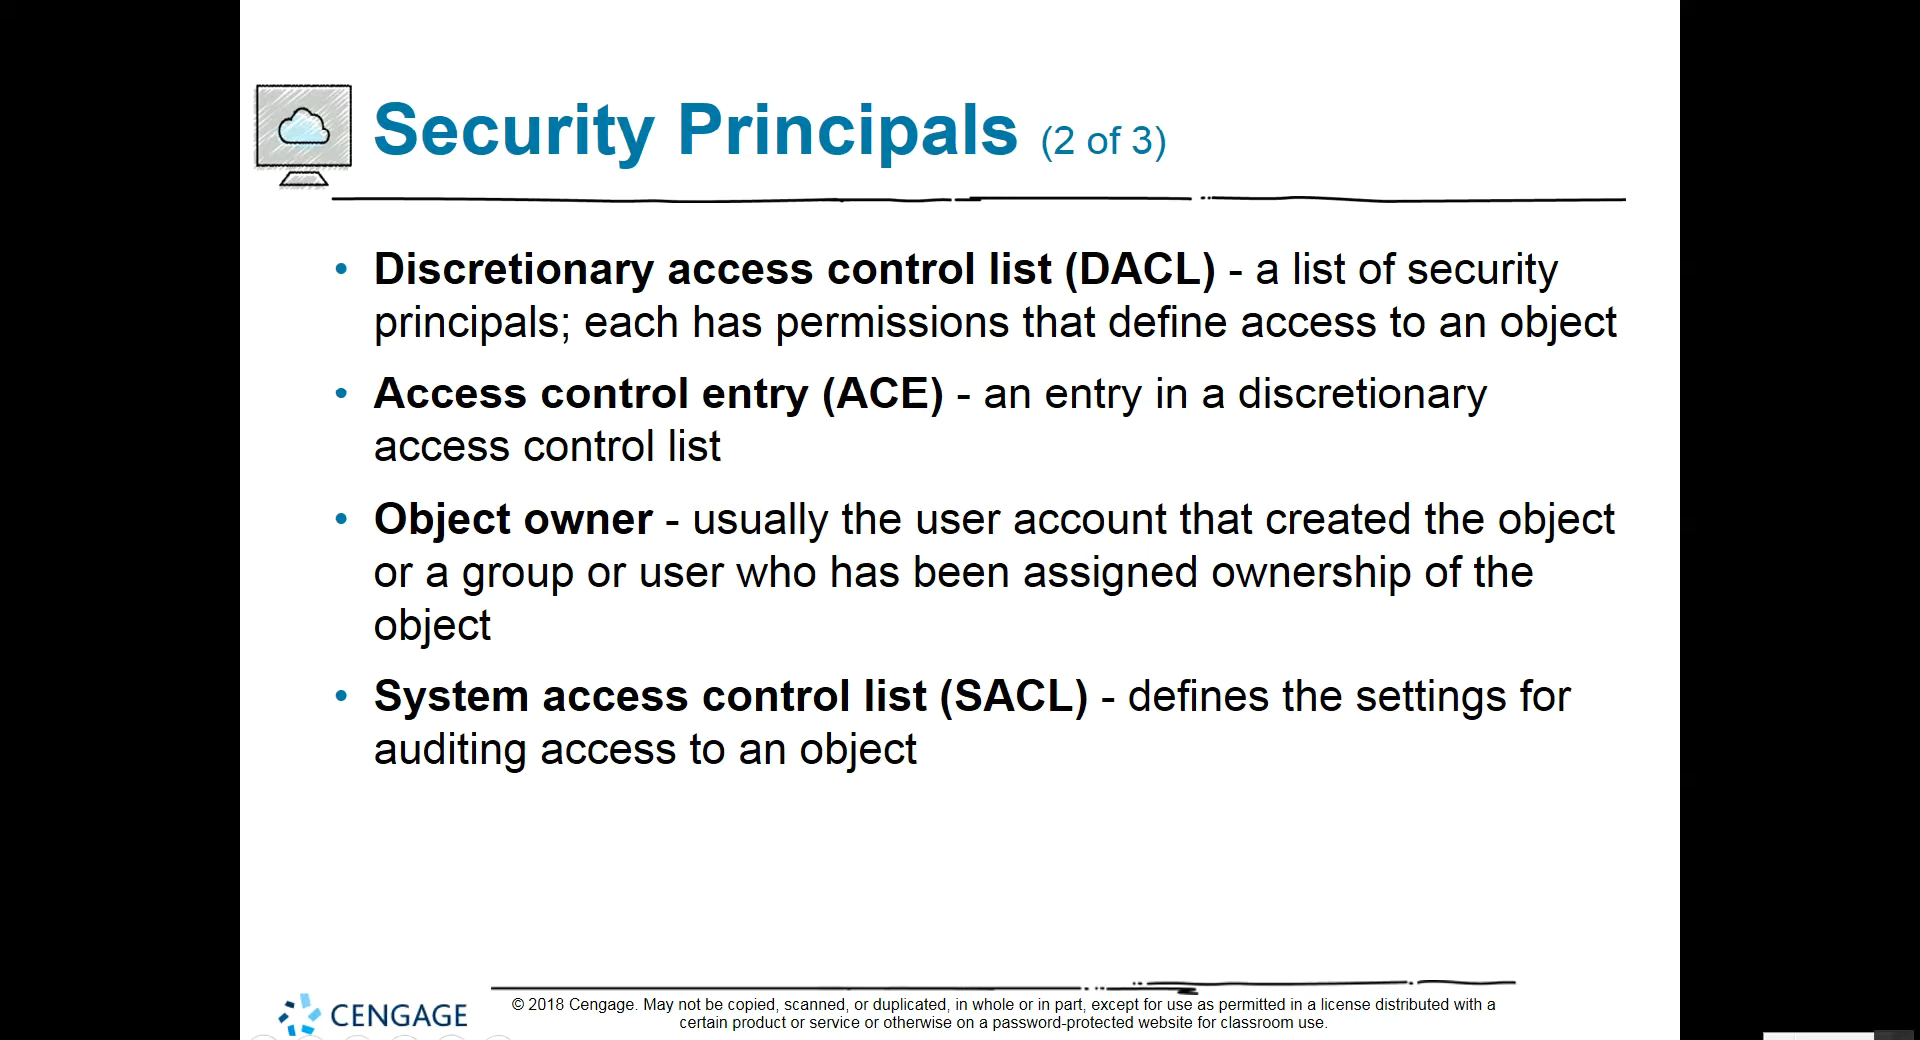 Security Principals (2 of 3)
• Discretionary access control list (DACL) - a list of security
principals; each has permissions that define access to an object
• Access control entry (ACE) - an entry in a discretionary
access control list
• Object owner - usually the user account that created the object
or a group or user who has been assigned ownership of the
object
• System access control list (SACL) - defines the settings for
auditing access to an object
CENGAGE
© 2018 Cengage. May not be copied, scanned, or duplicated, in whole or in part, except for use as permitted in a license distributed with a
certain product or service or otherwise on a password-protected website for classroom use.